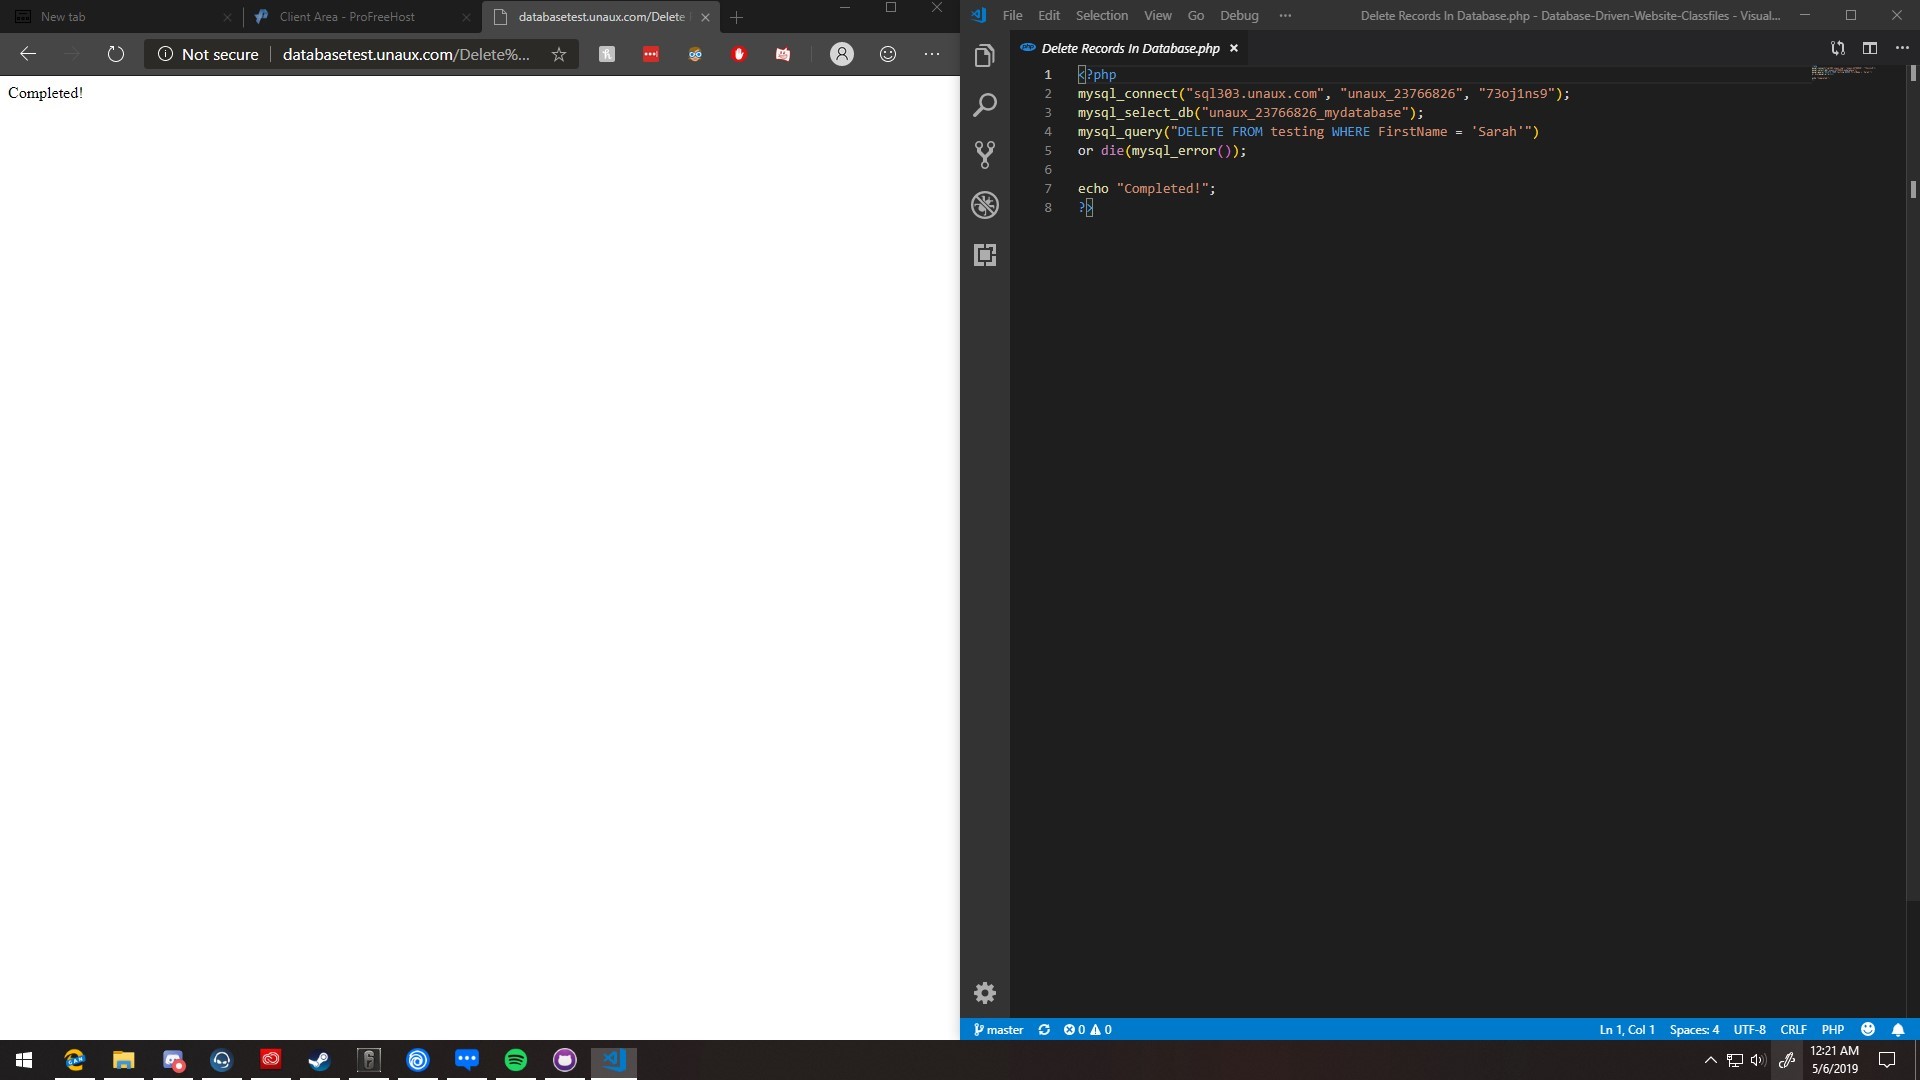 New tab
Client Area - ProFreeHost
databasetest.unaux.com/Delete
Not secure
databasetest.unaux.com/Delete%...
Completed!
File Edit Selection View Go Debug ...
Delete Records In Database.php - Database-Driven-Website-Classfiles - Visual...
Delete Records In Database.php
1 <?php
2 mysql_connect("sql303.unaux.com", "unaux_23766826", "73oj1ns9");
3 mysql_select_db("unaux_23766826_mydatabase");
4 mysql_query("DELETE FROM testing WHERE FirstName = 'Sarah'")
5 or die(mysql_error());
6
7 echo "Completed!";
8 ?>
master 0 0 Ln 1, Col 1 Spaces: 4 UTF-8 CRLF PHP
12:21 AM
5/6/2019